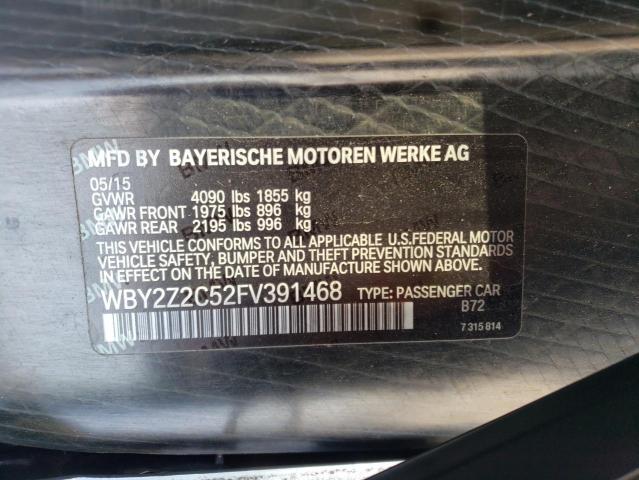 MFD BY BAYERISCHE MOTOREN WERKE AG
05/15
GVWR 4090 lbs 1855 kg
GAWR FRONT 1975 lbs 896 kg
GAWR REAR 2195 lbs 996 kg
THIS VEHICLE CONFORMS TO ALL APPLICABLE U.S.FEDERAL MOTOR
VEHICLE SAFETY, BUMPER AND THEFT PREVENTION STANDARDS
IN EFFECT ON THE DATE OF MANUFACTURE SHOWN ABOVE.
WBY2Z2C52FV391468 TYPE: PASSENGER CAR
B72
7 315 814